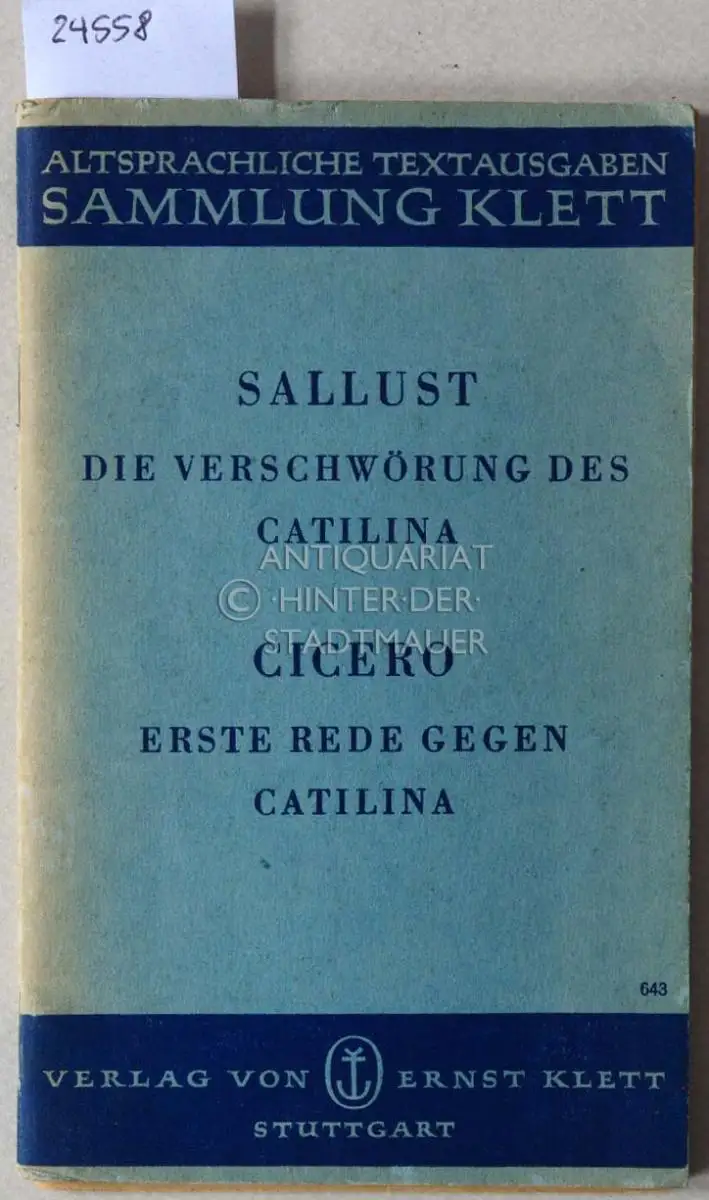 24558
ALTSPRACHLICHE TEXTAUSGABEN
SAMMLUNG KLETT
SALLUST
DIE VERSCHWÖRUNG DES
CATILINA
ANTIQUARIAT
© ·HINTER·DER·
STADTMAUER
CICERO
ERSTE REDE GEGEN
CATILINA
643
VERLAG VON ERNST KLETT
STUTTGART